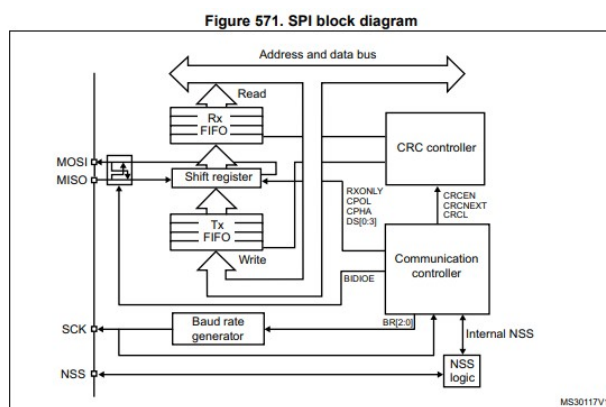 Figure 571. SPI block diagram
Address and data bus
Read
Rx
FIFO
CRC controller
MOSI
MISO
Shift register
RXONLY
CPOL
CPHA
DS[0:3]
CRCEN
CRCNEXT
CRCL
Tx
FIFO
Write
Communication
controller
BIDIOE
BR[2:0]
SCK
Baud rate
generator
Internal NSS
NSS
NSS
logic
MS30117V1